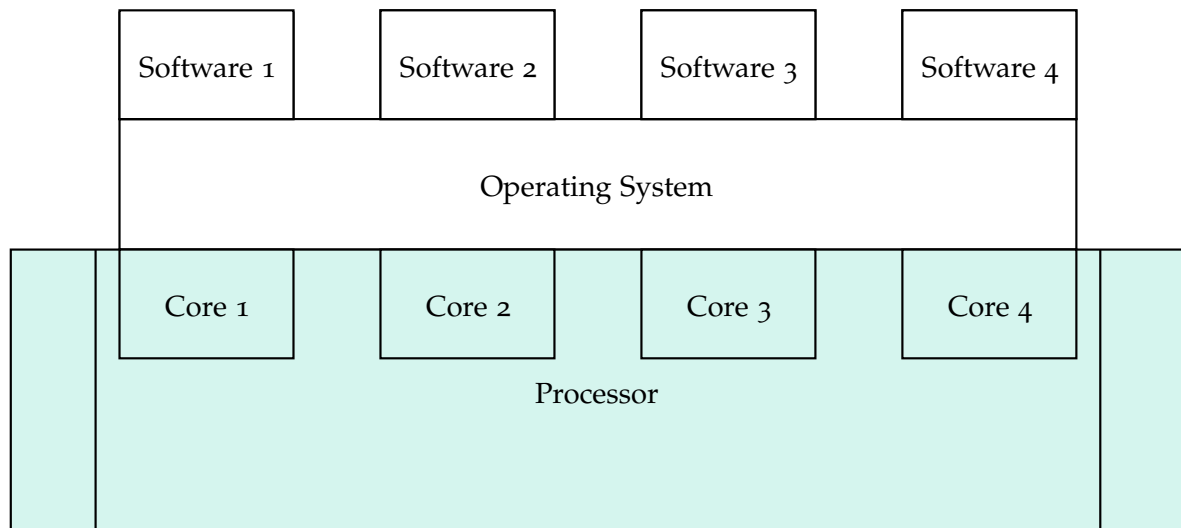 Software 1
Software 2
Software 3
Software 4
Operating System
Core 1
Core 2
Core 3
Core 4
Processor